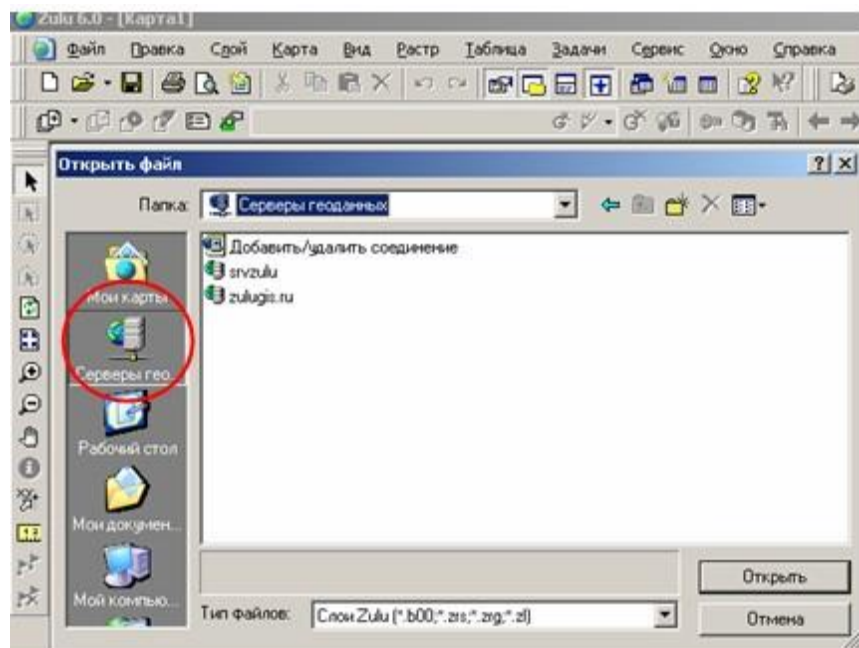 Zulu 6.0 - [Карта1]
Файл Правка Слой Карта Вид Растр Таблица Задачи Сервис Окно Справка
Открыть файл
Папка: Серверы геоданных
Мои карты
Серверы гео...
Рабочий стол
Мои докумен...
Мой компью...
Добавить/удалить соединение
srvzulu
zulugis.ru
Открыть
Тип файлов: Слои Zulu (*.b00;*.zrs;*.zrg;*.zl)
Отмена